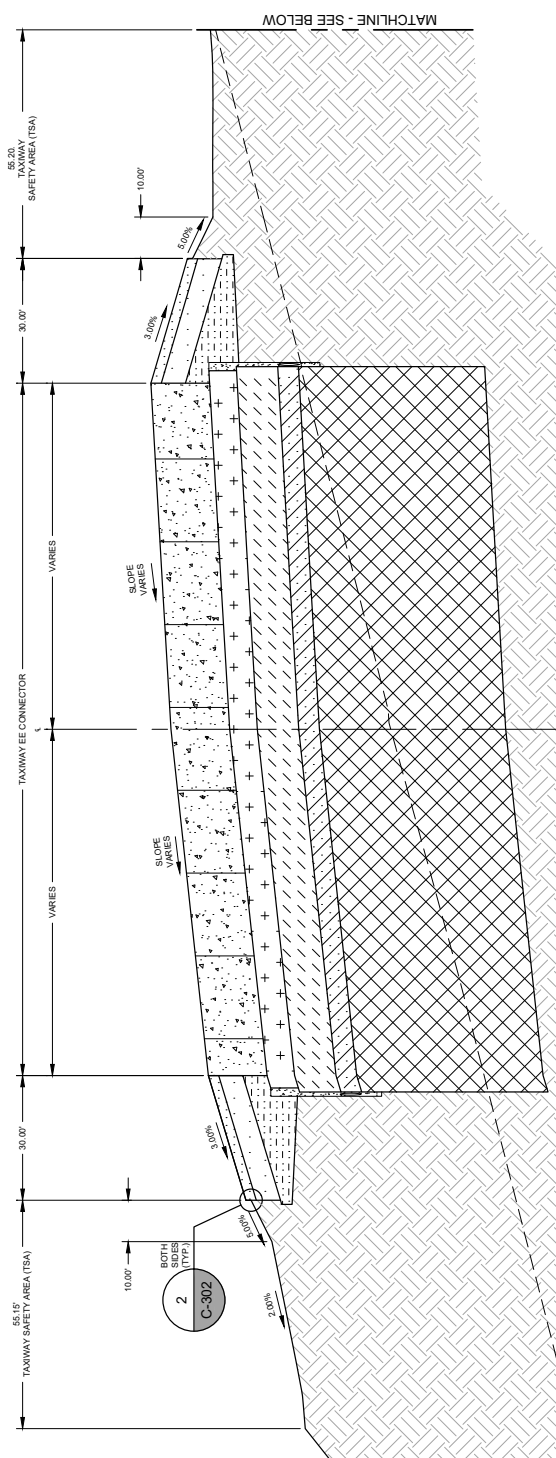 55.15'
TAXIWAY SAFETY AREA (TSA)
30.00'
TAXIWAY EE CONNECTOR
30.00'
55.20.
TAXIWAY
SAFETY AREA (TSA)
VARIES
℄
VARIES
10.00'
10.00'
BOTH
SIDES
(TYP.)
2
C-302
2.00%
5.00%
3.00%
SLOPE
VARIES
SLOPE
VARIES
3.00%
5.00%
MATCHLINE - SEE BELOW